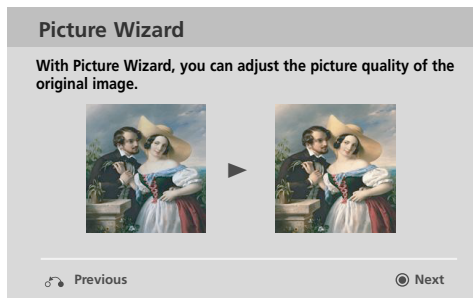 Picture Wizard
With Picture Wizard, you can adjust the picture quality of the
original image.
Previous
Next